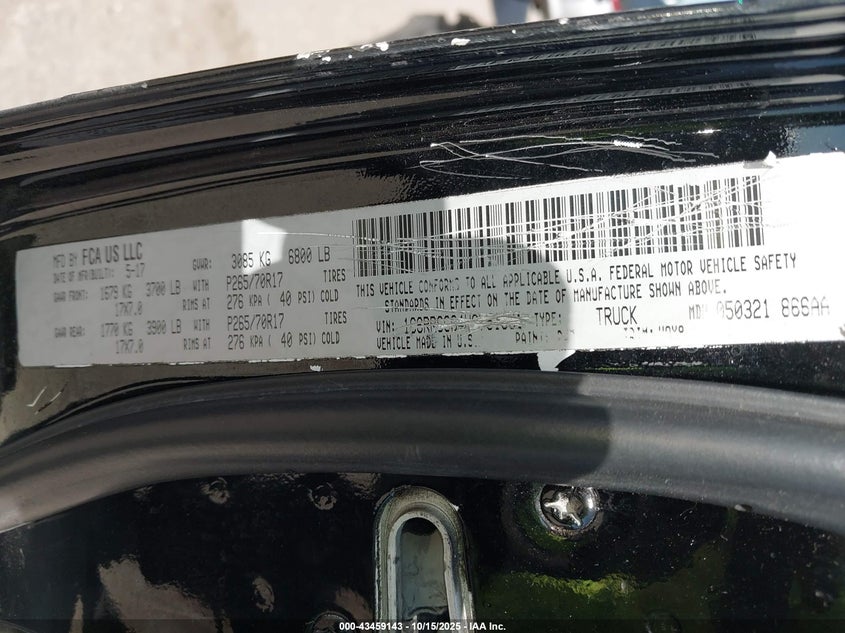 MFD BY FCA US LLC
DATE OF MFR(BUILT): 5-17 GVWR: 3085 KG 6800 LB
GAWR FRONT: 1679 KG 3700 LB P265/70R17 TIRES
17X7.0 RIMS AT 276 KPA ( 40 PSI) COLD
GAWR REAR: 1770 KG 3900 LB P265/70R17 TIRES
17X7.0 RIMS AT 276 KPA ( 40 PSI) COLD
THIS VEHICLE CONFORMS TO ALL APPLICABLE U.S.A. FEDERAL MOTOR VEHICLE SAFETY
STANDARDS IN EFFECT ON THE DATE OF MANUFACTURE SHOWN ABOVE.
VIN: TYPE: TRUCK MDH 050321 866AA
VEHICLE MADE IN U.S.
000-43459143 - 10/15/2025 - IAA Inc.